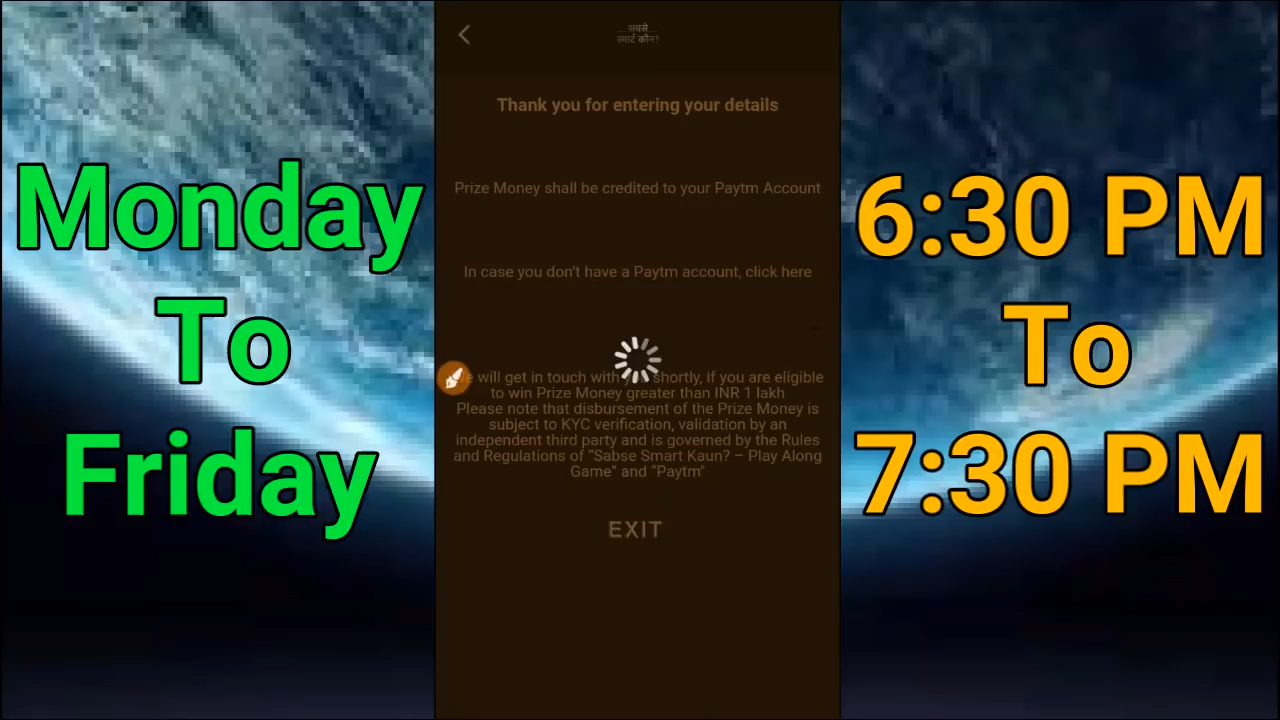 Monday
To
Friday
...सबसे...
स्मार्ट कौन?
Thank you for entering your details
Prize Money shall be credited to your Paytm Account
In case you don't have a Paytm account, click here
will get in touch with shortly, if you are eligible
to win Prize Money greater than INR 1 lakh
Please note that disbursement of the Prize Money is
subject to KYC verification, validation by an
independent third party and is governed by the Rules
and Regulations of "Sabse Smart Kaun? – Play Along
Game" and "Paytm"
EXIT
6:30 PM
To
7:30 PM